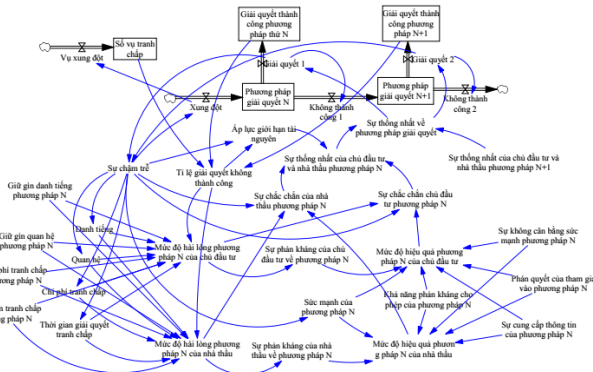 Giải quyết thành
công phương
pháp thứ N
Giải quyết thành
công phương
pháp N+1
Số vụ tranh
chấp
Vụ xung đột
Giải quyết 1
Giải quyết 2
Phương pháp
giải quyết N
Phương pháp
giải quyết N+1
Xung đột
Không thành
công 1
Không thành
công 2
Áp lực giới hạn tài
nguyên
Sự thống nhất về
phương pháp giải quyết
Sự chậm trễ
Tỉ lệ giải quyết không
thành công
Sự thống nhất của chủ đầu tư
và nhà thầu phương pháp N
Sự thống nhất của chủ đầu tư và
nhà thầu phương pháp N+1
Giữ gìn danh tiếng
phương pháp N
Sự chắc chắn của nhà
thầu phương pháp N
Sự chắc chắn chủ đầu
tư phương pháp N
Danh tiếng
Giữ gìn quan hệ
phương pháp N
Quan hệ
Mức độ hài lòng phương
pháp N của chủ đầu tư
Sự phản kháng của chủ
đầu tư về phương pháp N
Mức độ hiệu quả phương
pháp N của chủ đầu tư
Sự không cân bằng sức
mạnh phương pháp N
phí tranh chấp
ương pháp N
Chi phí tranh chấp
Khả năng phản kháng cho
phép của phương pháp N
Phán quyết của tham gia
vào phương pháp N
n tranh chấp
ng pháp N
Thời gian giải quyết
tranh chấp
Sức mạnh của
phương pháp N
Sự cung cấp thông tin
của phương pháp N
Mức độ hài lòng phương
pháp N của nhà thầu
Sự phản kháng của nhà
thầu về phương pháp N
Mức độ hiệu quả phươn
g pháp N của nhà thầu